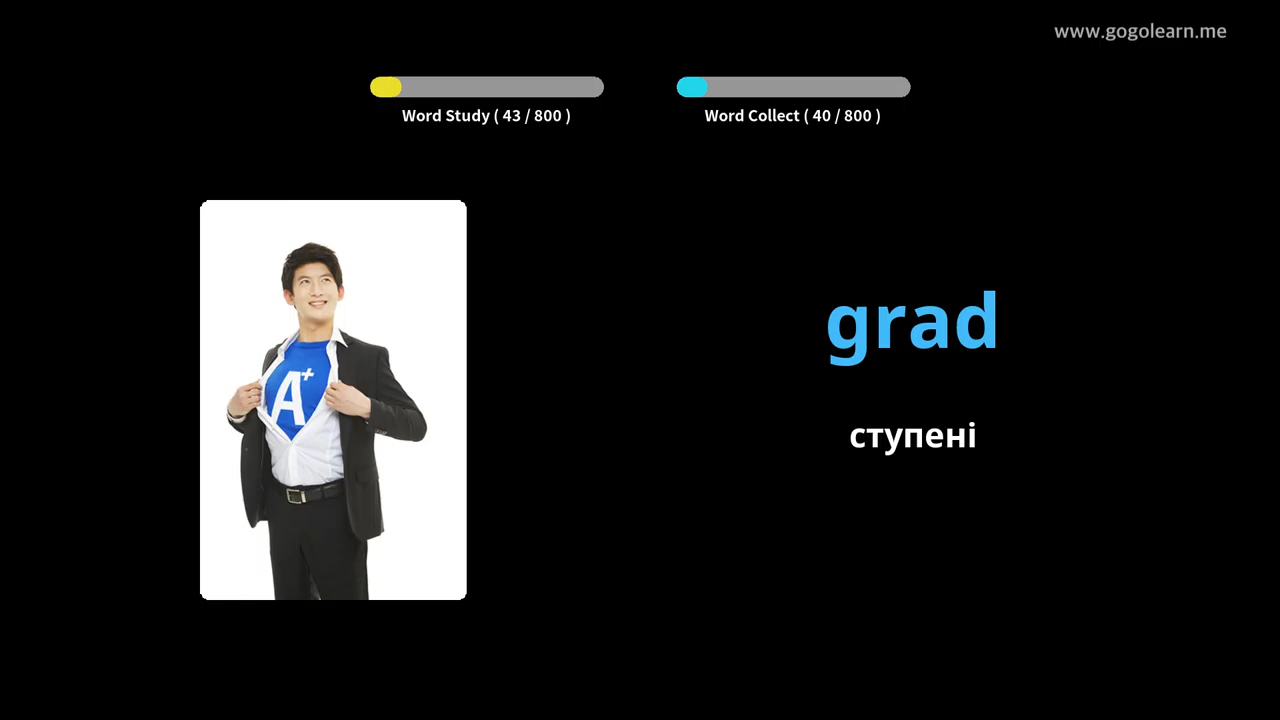 www.gogolearn.me
Word Study ( 43 / 800 )
Word Collect ( 40 / 800 )
A+
grad
ступені